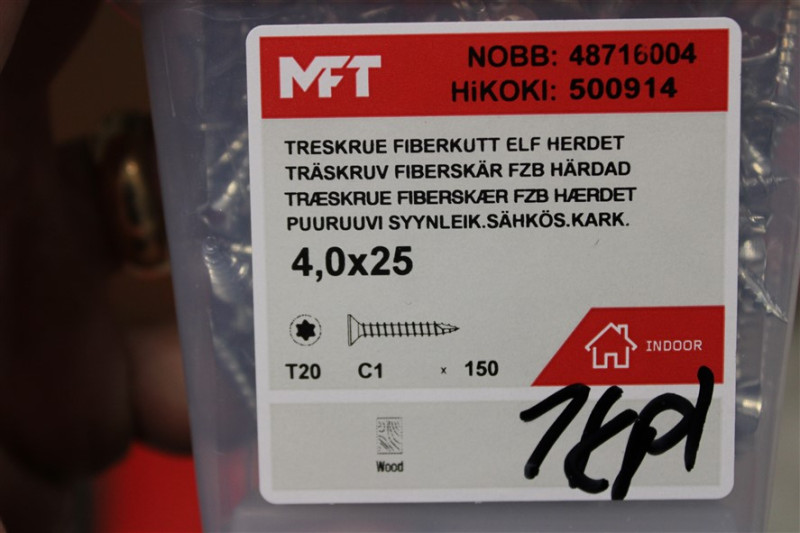 MFT
NOBB: 48716004
HiKOKI: 500914
TRESKRUE FIBERKUTT ELF HERDET
TRÄSKRUV FIBERSKÄR FZB HÄRDAD
TRÆSKRUE FIBERSKÆR FZB HÆRDET
PUURUUVI SYYNLEIK.SÄHKÖS.KARK.
4,0x25
INDOOR
T20 C1 x 150
Wood
1kpl